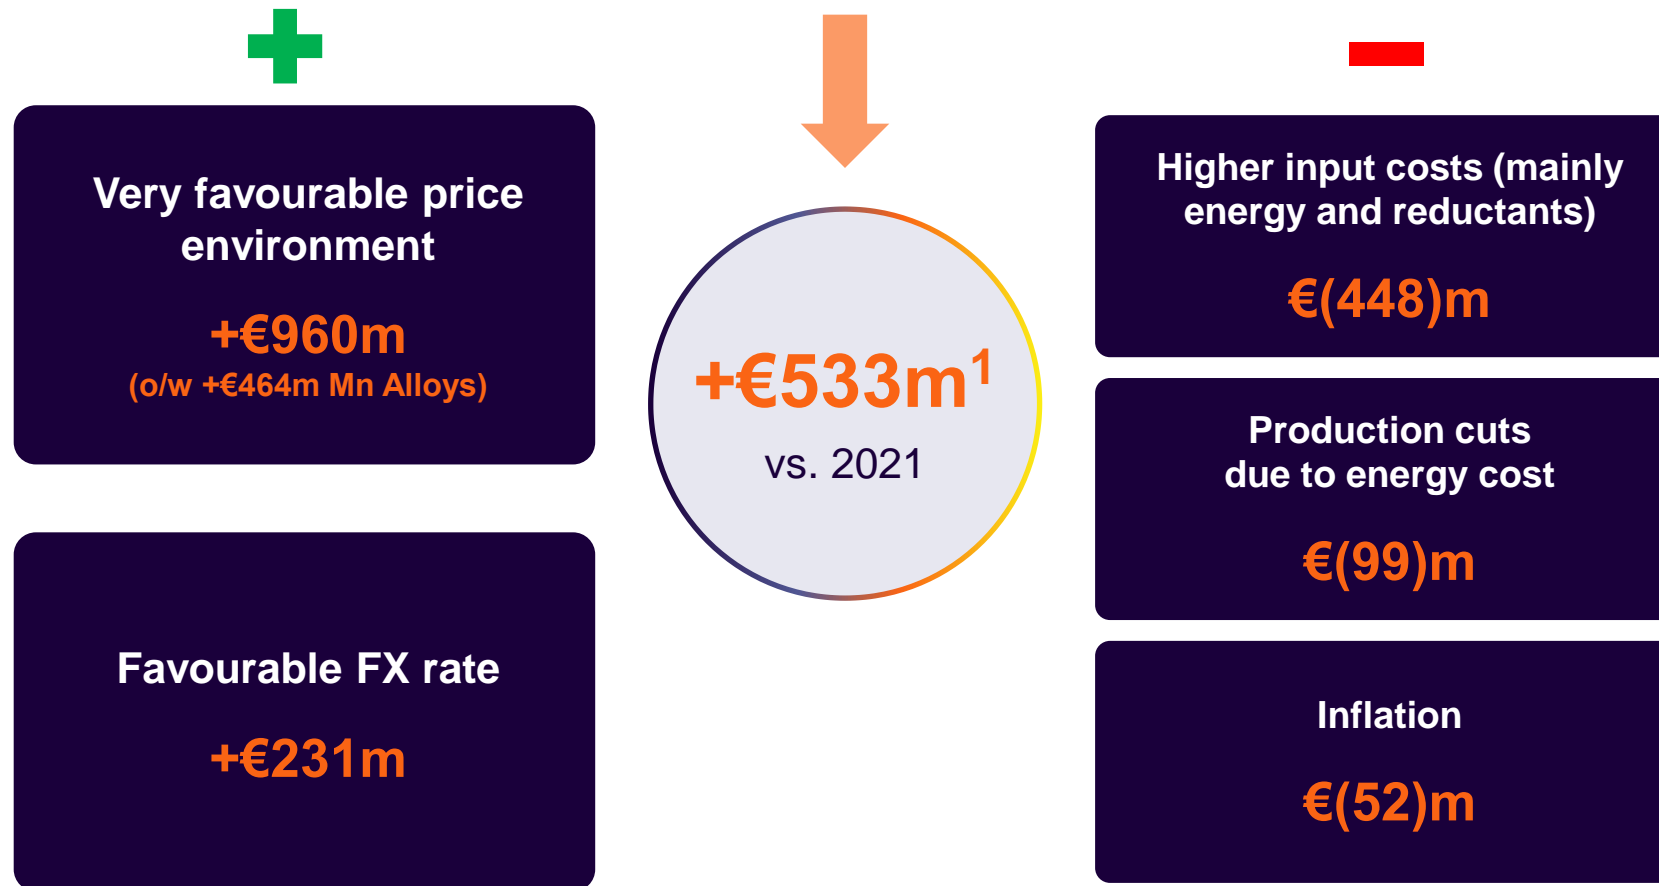 Very favourable price
environment
+€960m
(o/w +€464m Mn Alloys)
Favourable FX rate
+€231m
+€533m¹
vs. 2021
Higher input costs (mainly
energy and reductants)
€(448)m
Production cuts
due to energy cost
€(99)m
Inflation
€(52)m